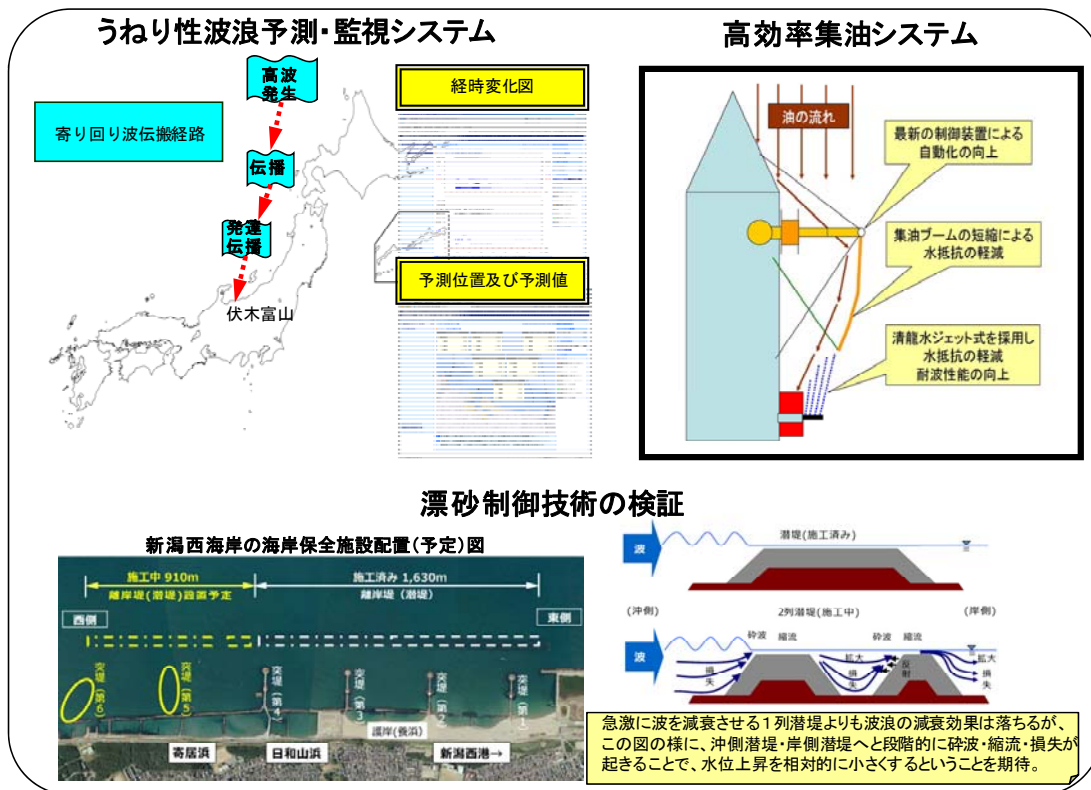 うねり性波浪予測・監視システム
高波
発生
寄り回り波伝搬経路
伝播
発達
伝播
伏木富山
経時変化図
予測位置及び予測値
高効率集油システム
油の流れ
最新の制御装置による
自動化の向上
集油ブームの短縮による
水抵抗の軽減
清龍水ジェット式を採用し
水抵抗の軽減
耐波性能の向上
漂砂制御技術の検証
新潟西海岸の海岸保全施設配置(予定)図
施工中 910m
離岸堤(潜堤)設置予定
施工済み 1,630m
離岸堤（潜堤）
西側
東側
突堤(第6)
突堤(第5)
突堤(第4)
突堤(第3)
突堤(第2)
突堤(第1)
護岸(養浜)
寄居浜
日和山浜
新潟西港→
潜堤(施工済み)
波
(沖側)
2列潜堤(施工中)
(岸側)
波
砕波
縮流
砕波
縮流
損失
拡大
損失
反射
拡大
損失
急激に波を減衰させる１列潜堤よりも波浪の減衰効果は落ちるが、
この図の様に、沖側潜堤・岸側潜堤へと段階的に砕波・縮流・損失が
起きることで、水位上昇を相対的に小さくするということを期待。